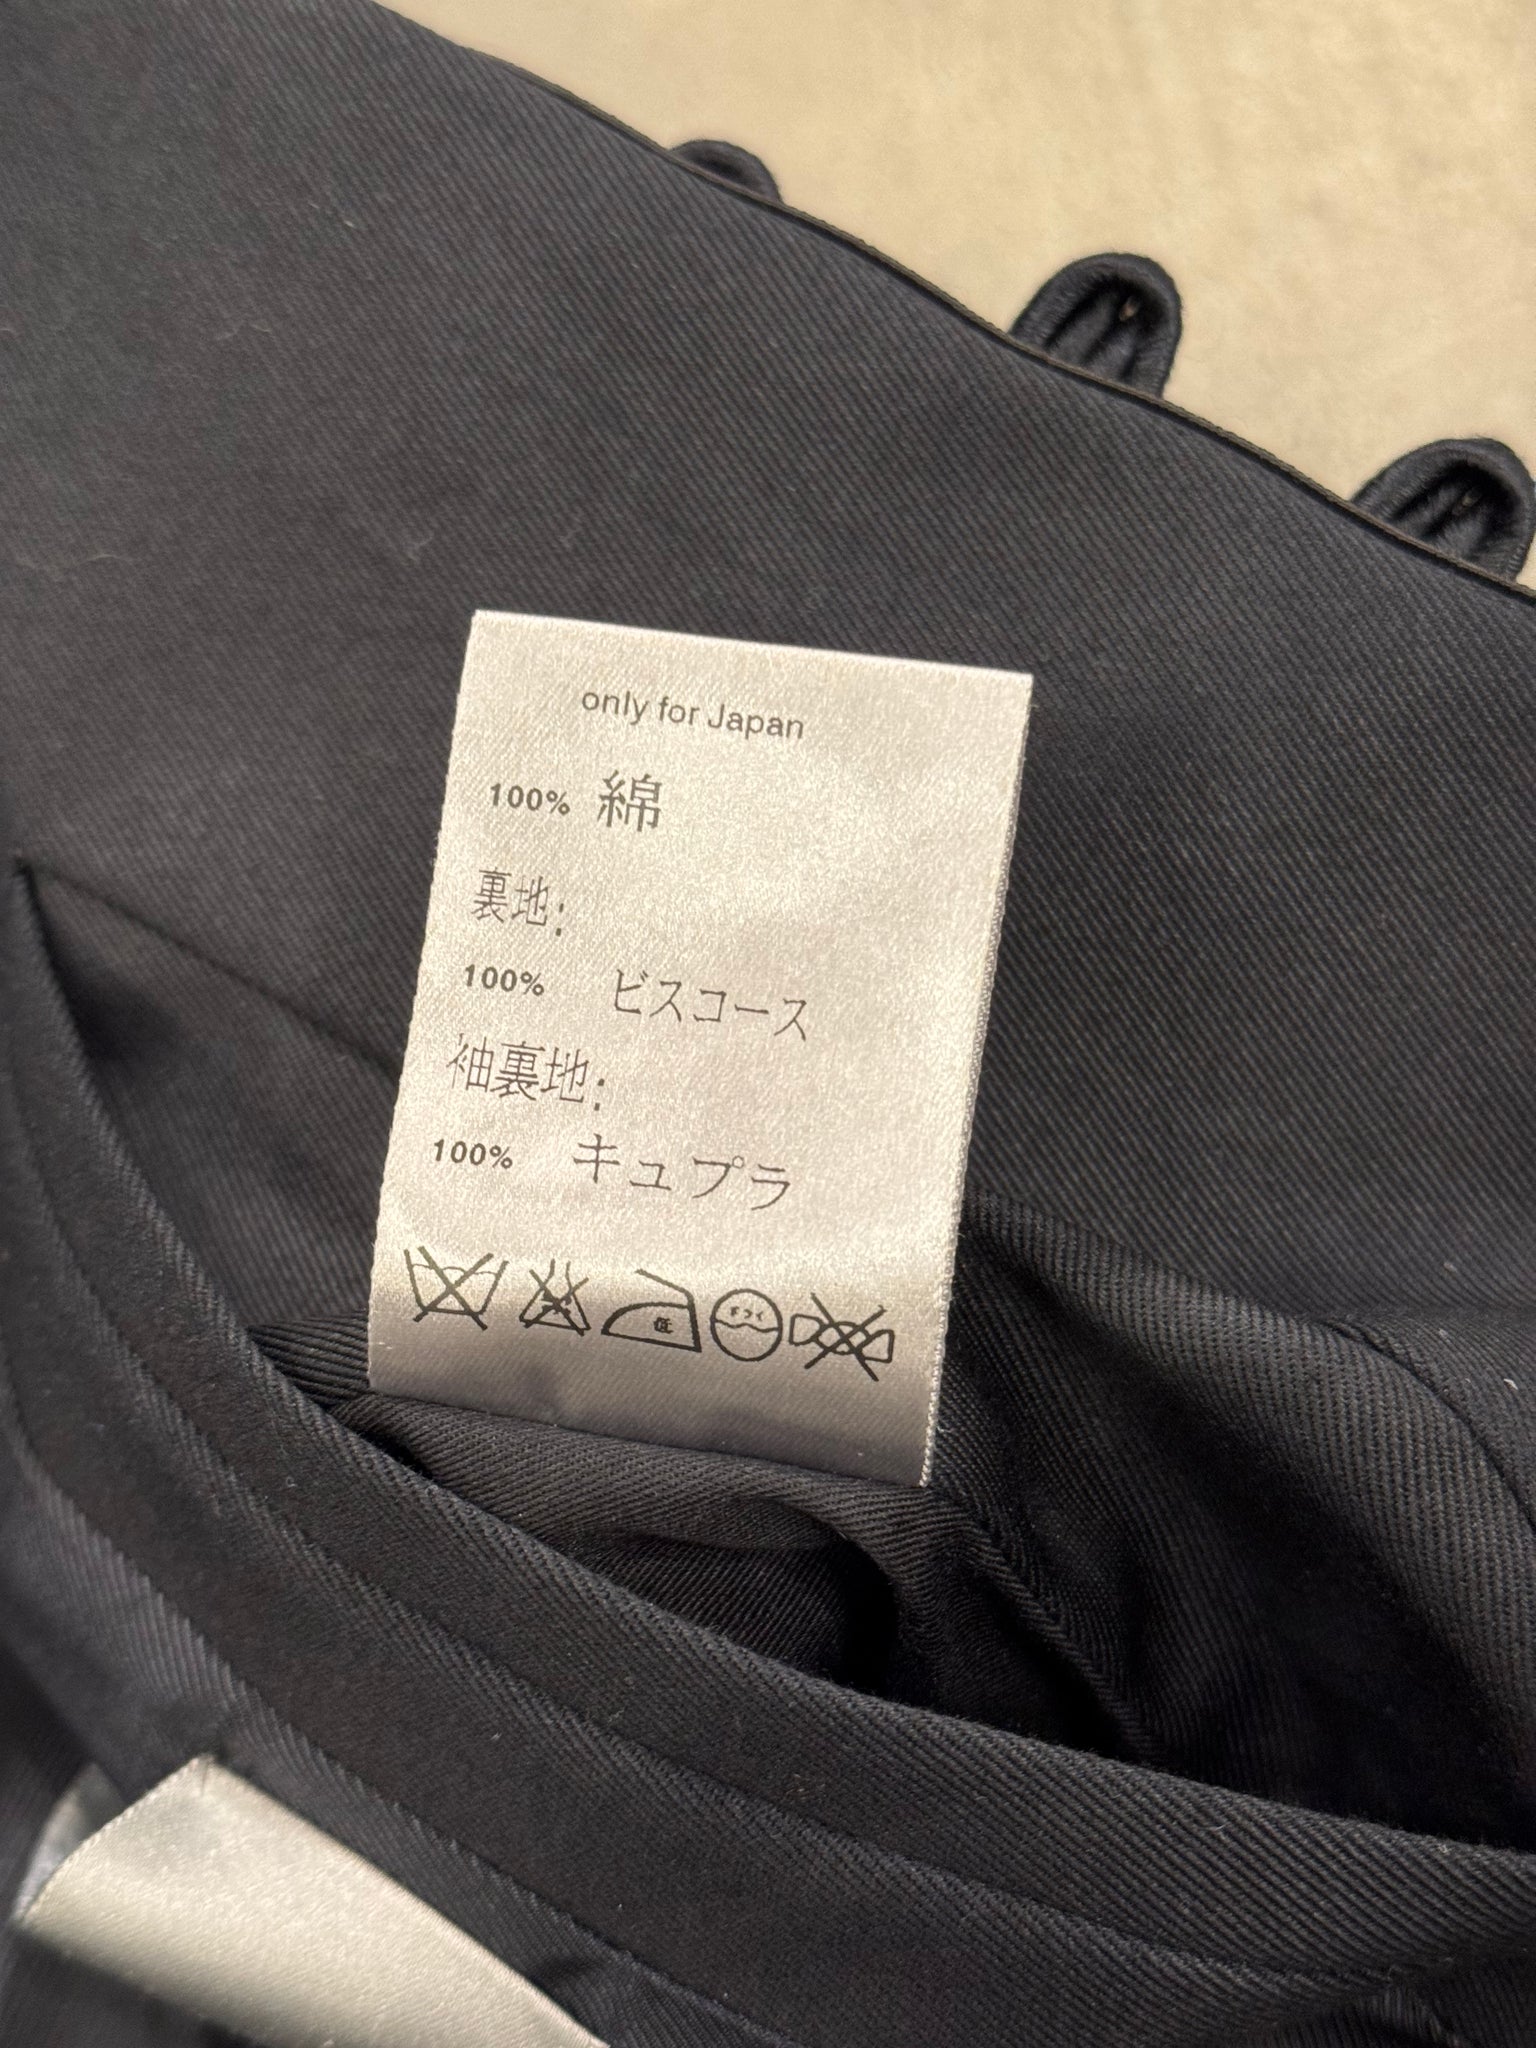 only for Japan
100% 綿
裏地:
100% ビスコース
袖裏地:
100% キュプラ